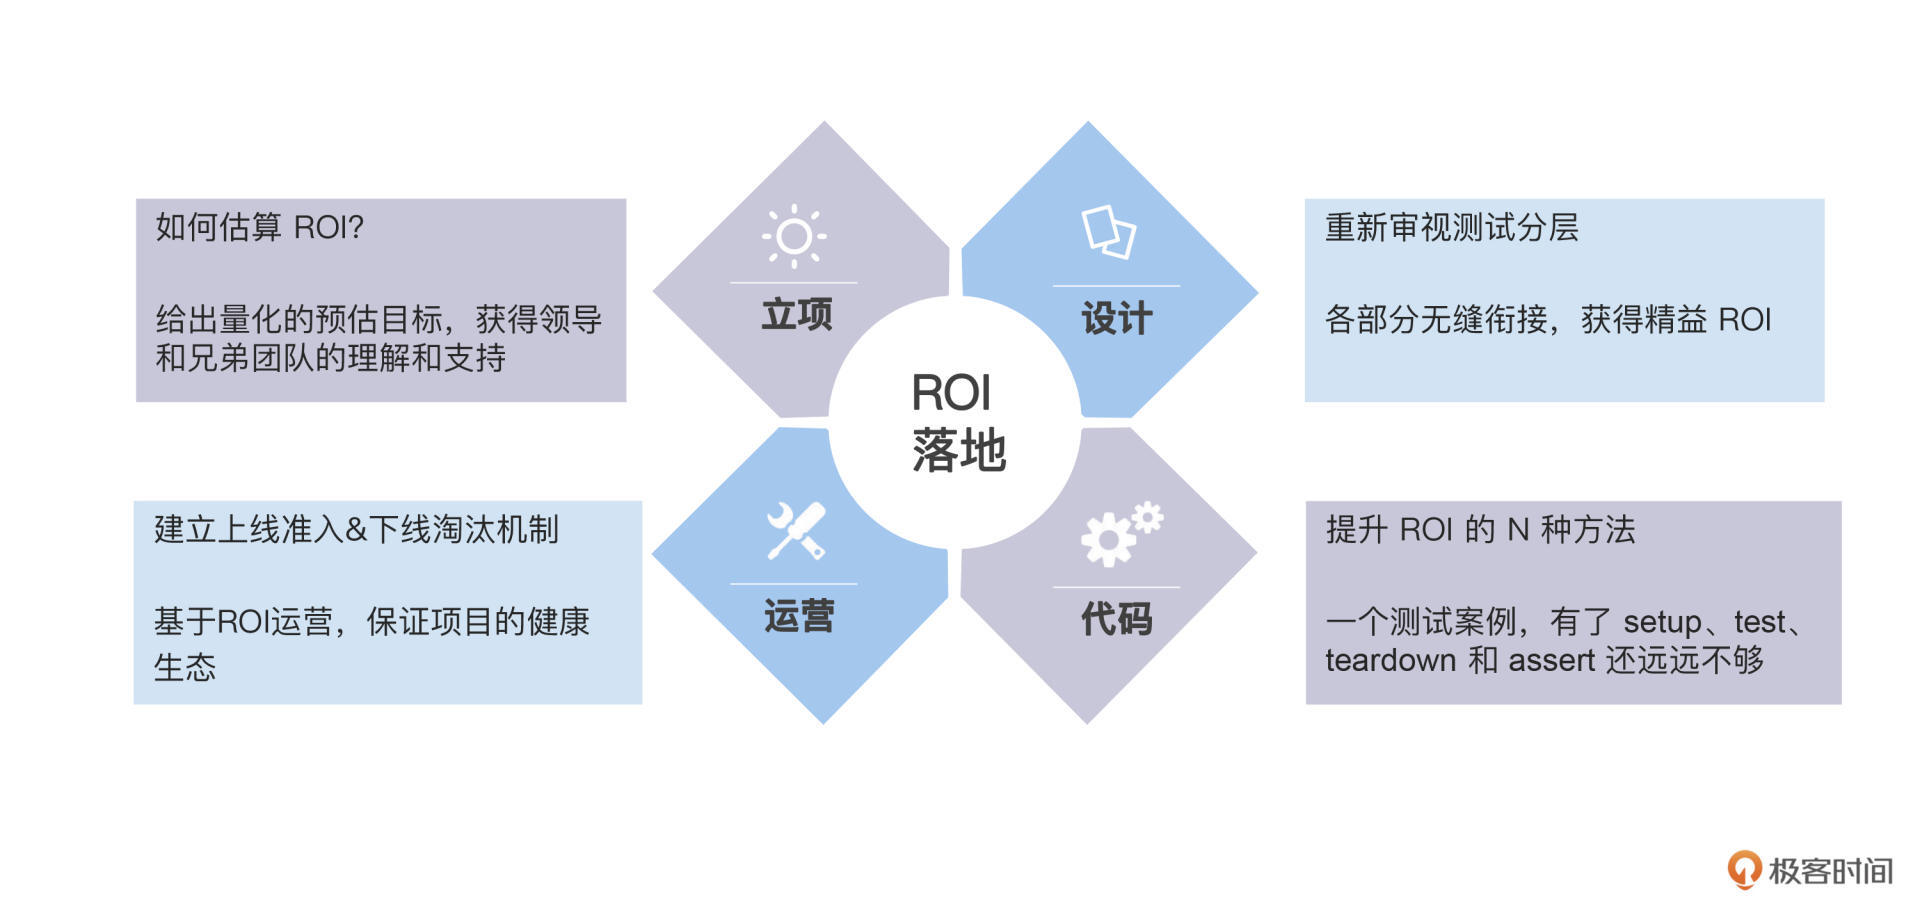 如何估算 ROI?
给出量化的预估目标，获得领导
和兄弟团队的理解和支持
立项
设计
重新审视测试分层
各部分无缝衔接，获得精益 ROI
ROI
落地
建立上线准入&下线淘汰机制
基于ROI运营，保证项目的健康
生态
运营
代码
提升 ROI 的 N 种方法
一个测试案例，有了 setup、test、
teardown 和 assert 还远远不够
极客时间